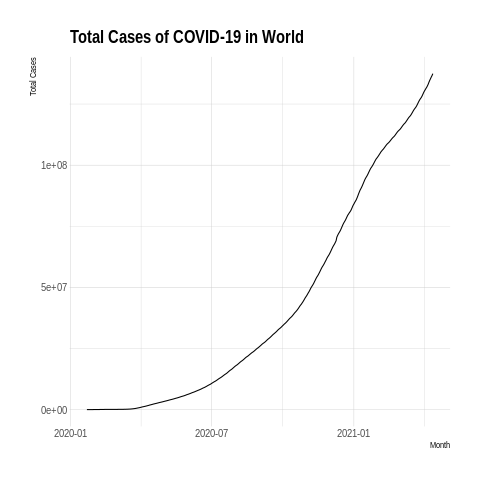 Total Cases of COVID-19 in World
Total Cases
1e+08
5e+07
0e+00
2020-01 2020-07 2021-01
Month